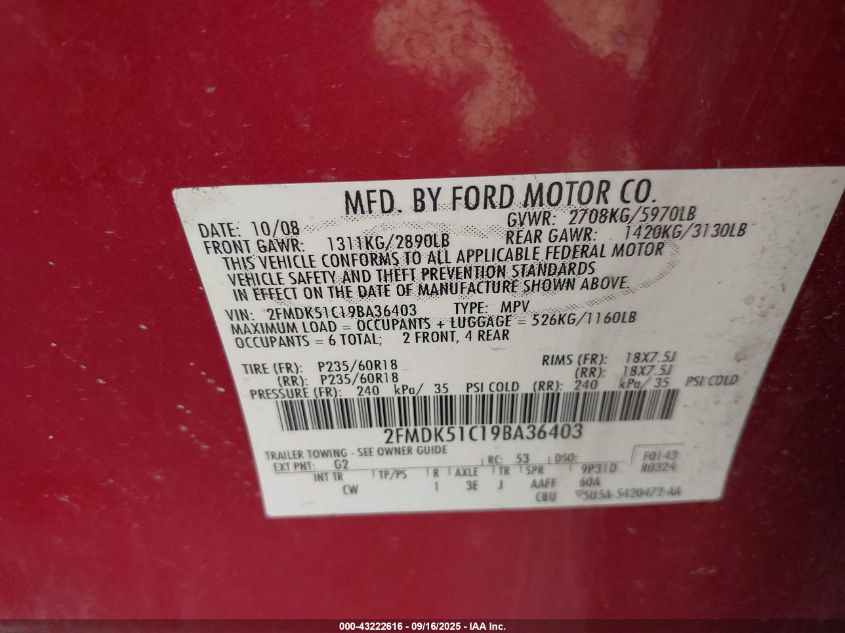 MFD. BY FORD MOTOR CO.
DATE: 10/08 GVWR: 2708KG/5970LB
FRONT GAWR: 1311KG/2890LB REAR GAWR: 1420KG/3130LB
THIS VEHICLE CONFORMS TO ALL APPLICABLE FEDERAL MOTOR
VEHICLE SAFETY AND THEFT PREVENTION STANDARDS
IN EFFECT ON THE DATE OF MANUFACTURE SHOWN ABOVE.
VIN: 2FMDK51C19BA36403 TYPE: MPV
MAXIMUM LOAD = OCCUPANTS + LUGGAGE = 526KG/1160LB
OCCUPANTS = 6 TOTAL; 2 FRONT, 4 REAR
TIRE (FR): P235/60R18 RIMS (FR): 18X7.5J
(RR): P235/60R18 (RR): 18X7.5J
PRESSURE (FR): 240 kPa/ 35 PSI COLD (RR): 240 kPa/ 35 PSI COLD
2FMDK51C19BA36403
TRAILER TOWING - SEE OWNER GUIDE
EXT PNT: G2 RC: 53 DSO: F0143
INT TR TP/PS R AXLE TR SPR 9P31D R0324
CW 1 3E J AAFF 60A
CBU 5U5A-5420472-AA
000-43222616 - 09/16/2025 - IAA Inc.